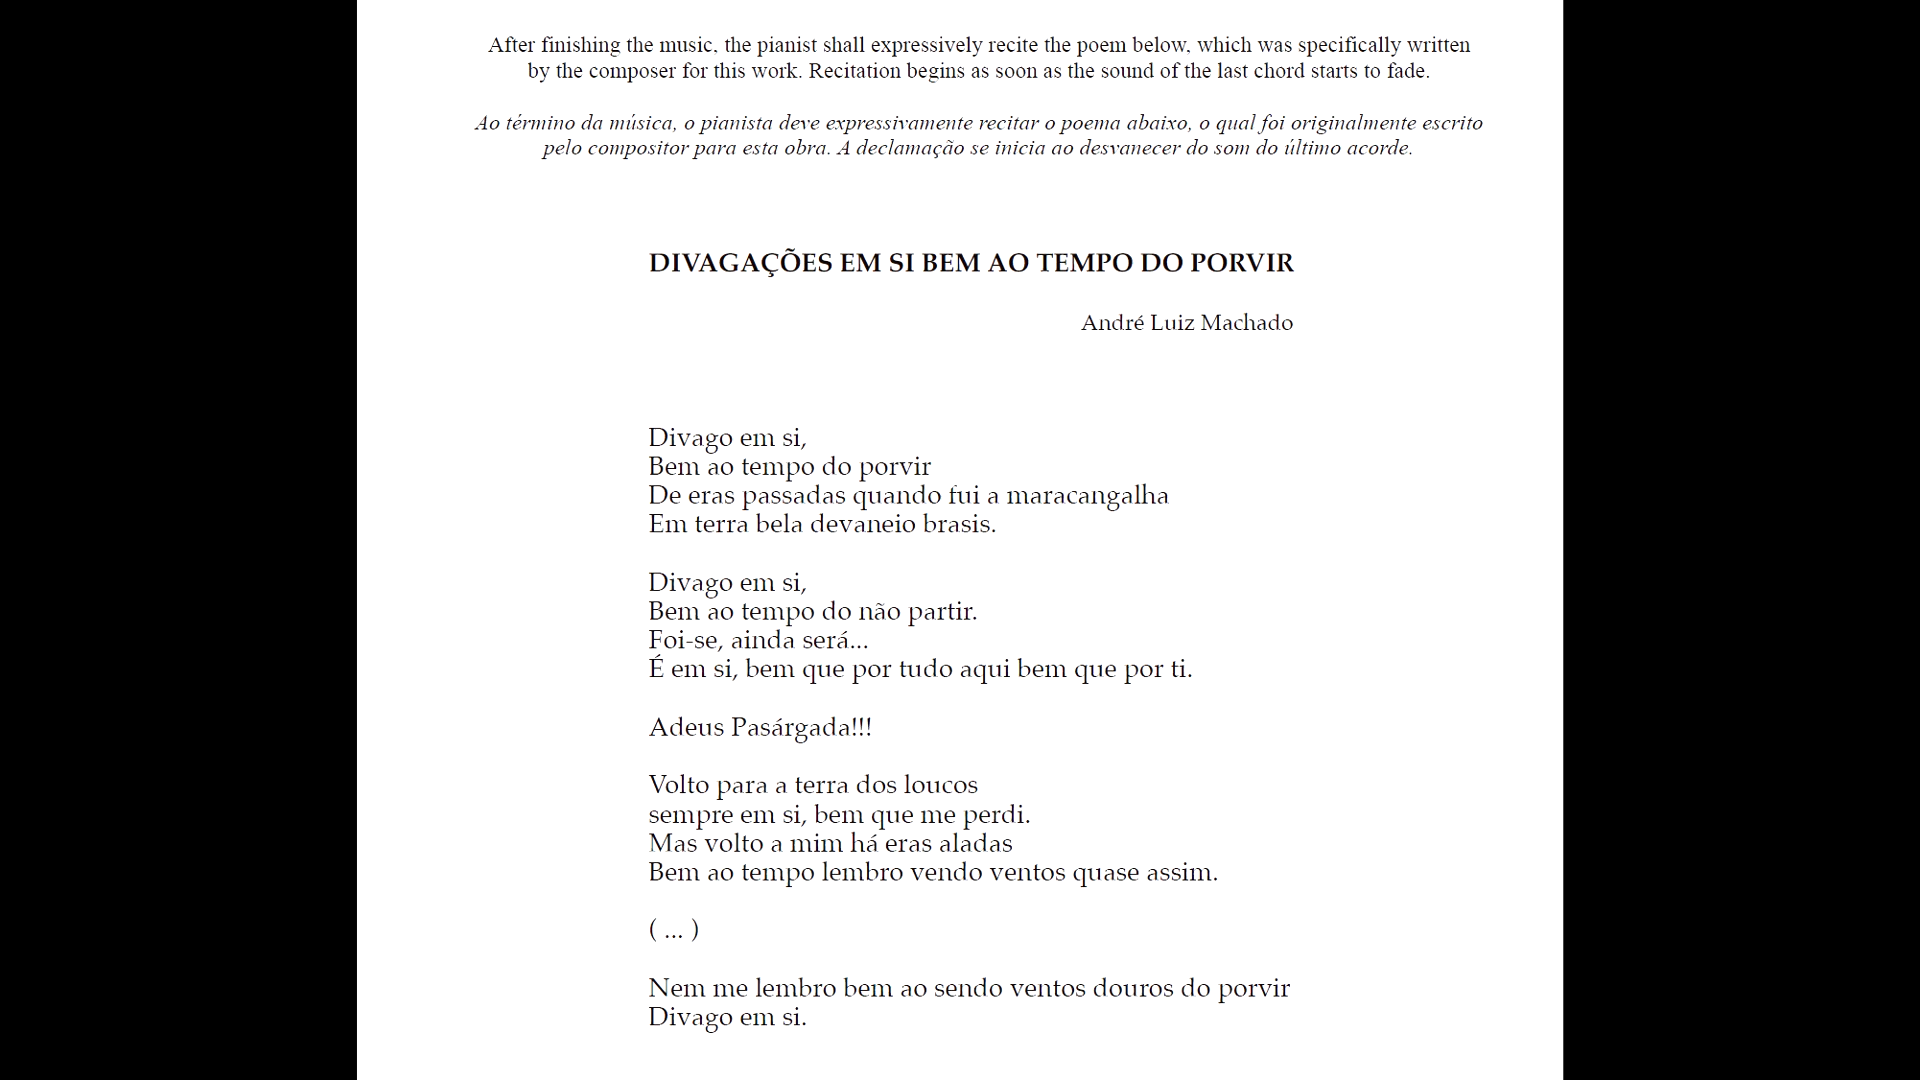 After finishing the music, the pianist shall expressively recite the poem below, which was specifically written
by the composer for this work. Recitation begins as soon as the sound of the last chord starts to fade.
Ao término da música, o pianista deve expressivamente recitar o poema abaixo, o qual foi originalmente escrito
pelo compositor para esta obra. A declamação se inicia ao desvanecer do som do último acorde.
DIVAGAÇÕES EM SI BEM AO TEMPO DO PORVIR
André Luiz Machado
Divago em si,
Bem ao tempo do porvir
De eras passadas quando fui a maracangalha
Em terra bela devaneio brasis.
Divago em si,
Bem ao tempo do não partir.
Foi-se, ainda será...
É em si, bem que por tudo aqui bem que por ti.
Adeus Pasárgada!!!
Volto para a terra dos loucos
sempre em si, bem que me perdi.
Mas volto a mim há eras aladas
Bem ao tempo lembro vendo ventos quase assim.
( ... )
Nem me lembro bem ao sendo ventos douros do porvir
Divago em si.